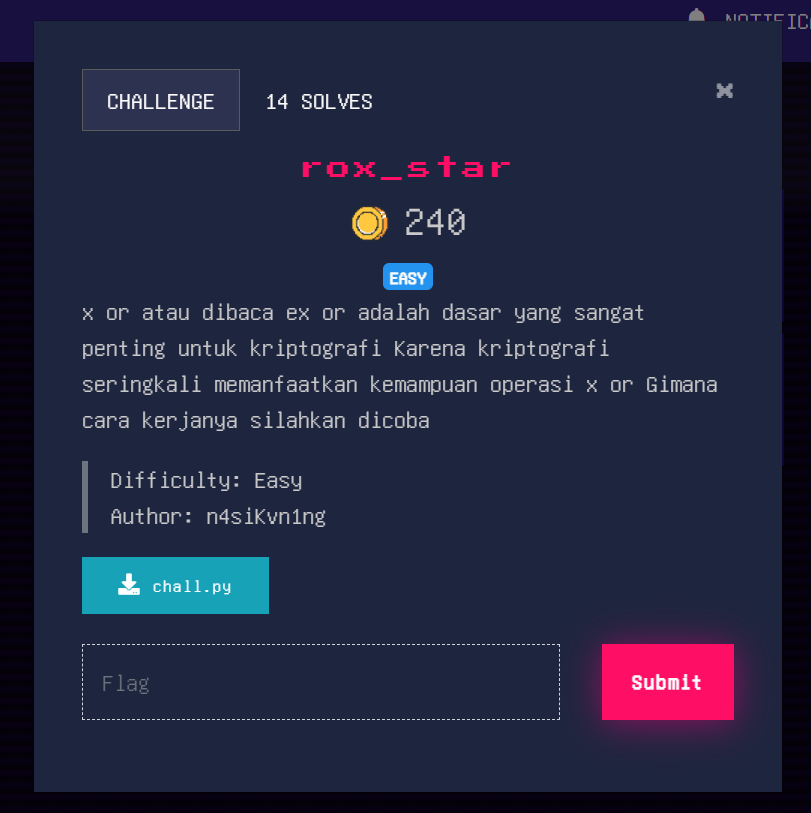 CHALLENGE 14 SOLVES
rox_star
240
EASY
x or atau dibaca ex or adalah dasar yang sangat
penting untuk kriptografi Karena kriptografi
seringkali memanfaatkan kemampuan operasi x or Gimana
cara kerjanya silahkan dicoba
Difficulty: Easy
Author: n4siKvn1ng
chall.py
Flag
Submit